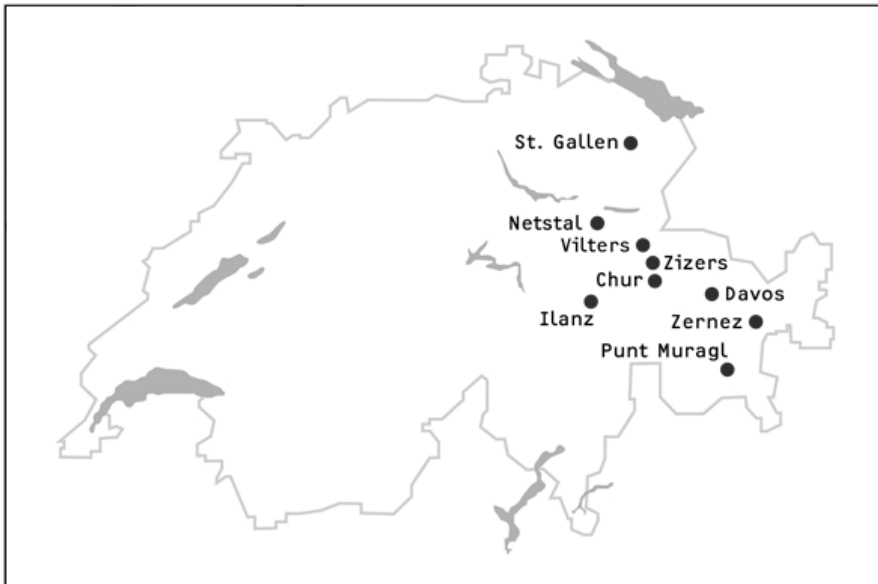 St. Gallen
Netstal
Vilters
Zizers
Chur
Davos
Ilanz
Zernez
Punt Muragl